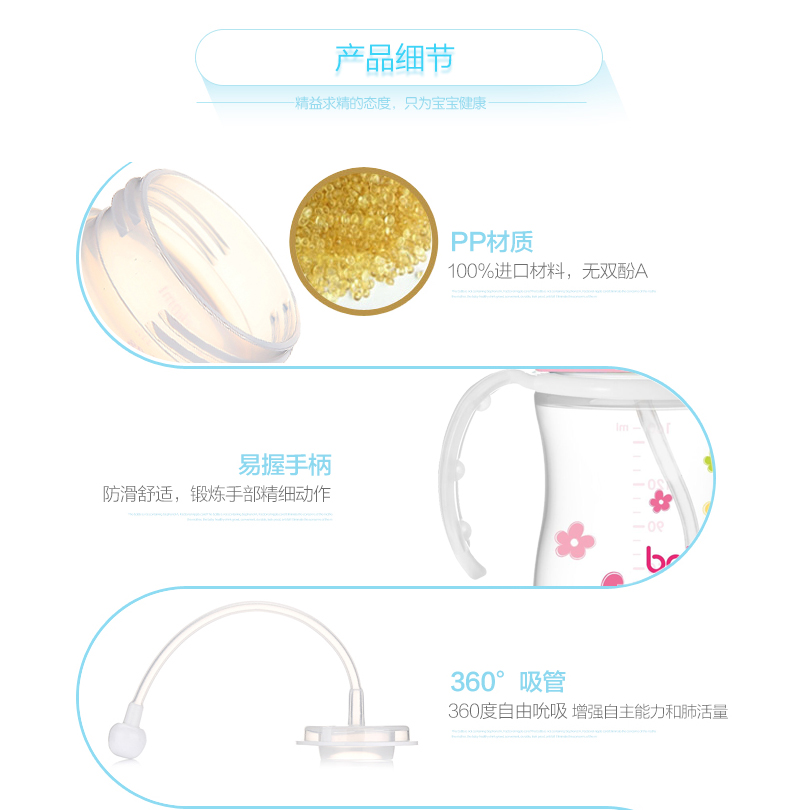 产品细节
精益求精的态度，只为宝宝健康
PP材质
100%进口材料，无双酚A
易握手柄
防滑舒适，锻炼手部精细动作
ml
120
90
360°吸管
360度自由吮吸 增强自主能力和肺活量